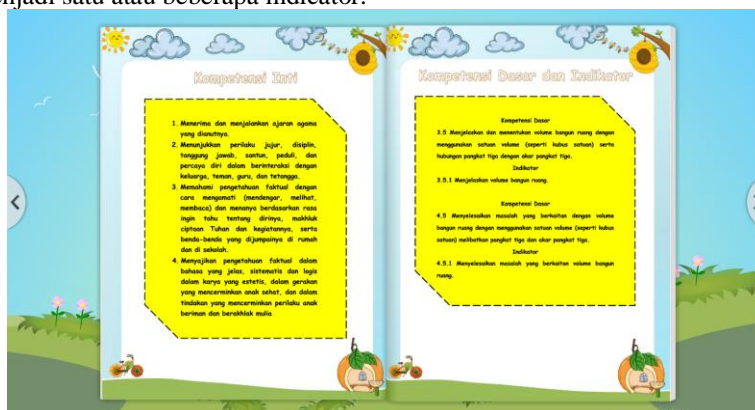 njadi satu atau beberapa indicator.
Kompetensi Inti
1. Menerima dan menjalankan ajaran agama
yang dianutnya.
2. Menunjukkan perilaku jujur, disiplin,
tanggung jawab, santun, peduli, dan
percaya diri dalam berinteraksi dengan
keluarga, teman, guru, dan tetangga.
3. Memahami pengetahuan faktual dengan
cara mengamati (mendengar, melihat,
membaca) dan menanya berdasarkan rasa
ingin tahu tentang dirinya, makhluk
ciptaan Tuhan dan kegiatannya, serta
benda-benda yang dijumpainya di rumah
dan di sekolah.
4. Menyajikan pengetahuan faktual dalam
bahasa yang jelas, sistematis dan logis
dalam karya yang estetis, dalam gerakan
yang mencerminkan anak sehat, dan dalam
tindakan yang mencerminkan perilaku anak
beriman dan berakhlak mulia
Kompetensi Dasar dan Indikator
Kompetensi Dasar
3.5 Menjelaskan dan menentukan volume bangun ruang dengan
menggunakan satuan volume (seperti kubus satuan) serta
hubungan pangkat tiga dengan akar pangkat tiga.
Indikator
3.5.1 Menjelaskan volume bangun ruang.
Kompetensi Dasar
4.5 Menyelesaikan masalah yang berkaitan dengan volume
bangun ruang dengan menggunakan satuan volume (seperti kubus
satuan) melibatkan pangkat tiga dan akar pangkat tiga.
Indikator
4.5.1 Menyelesaikan masalah yang berkaitan volume bangun
ruang.